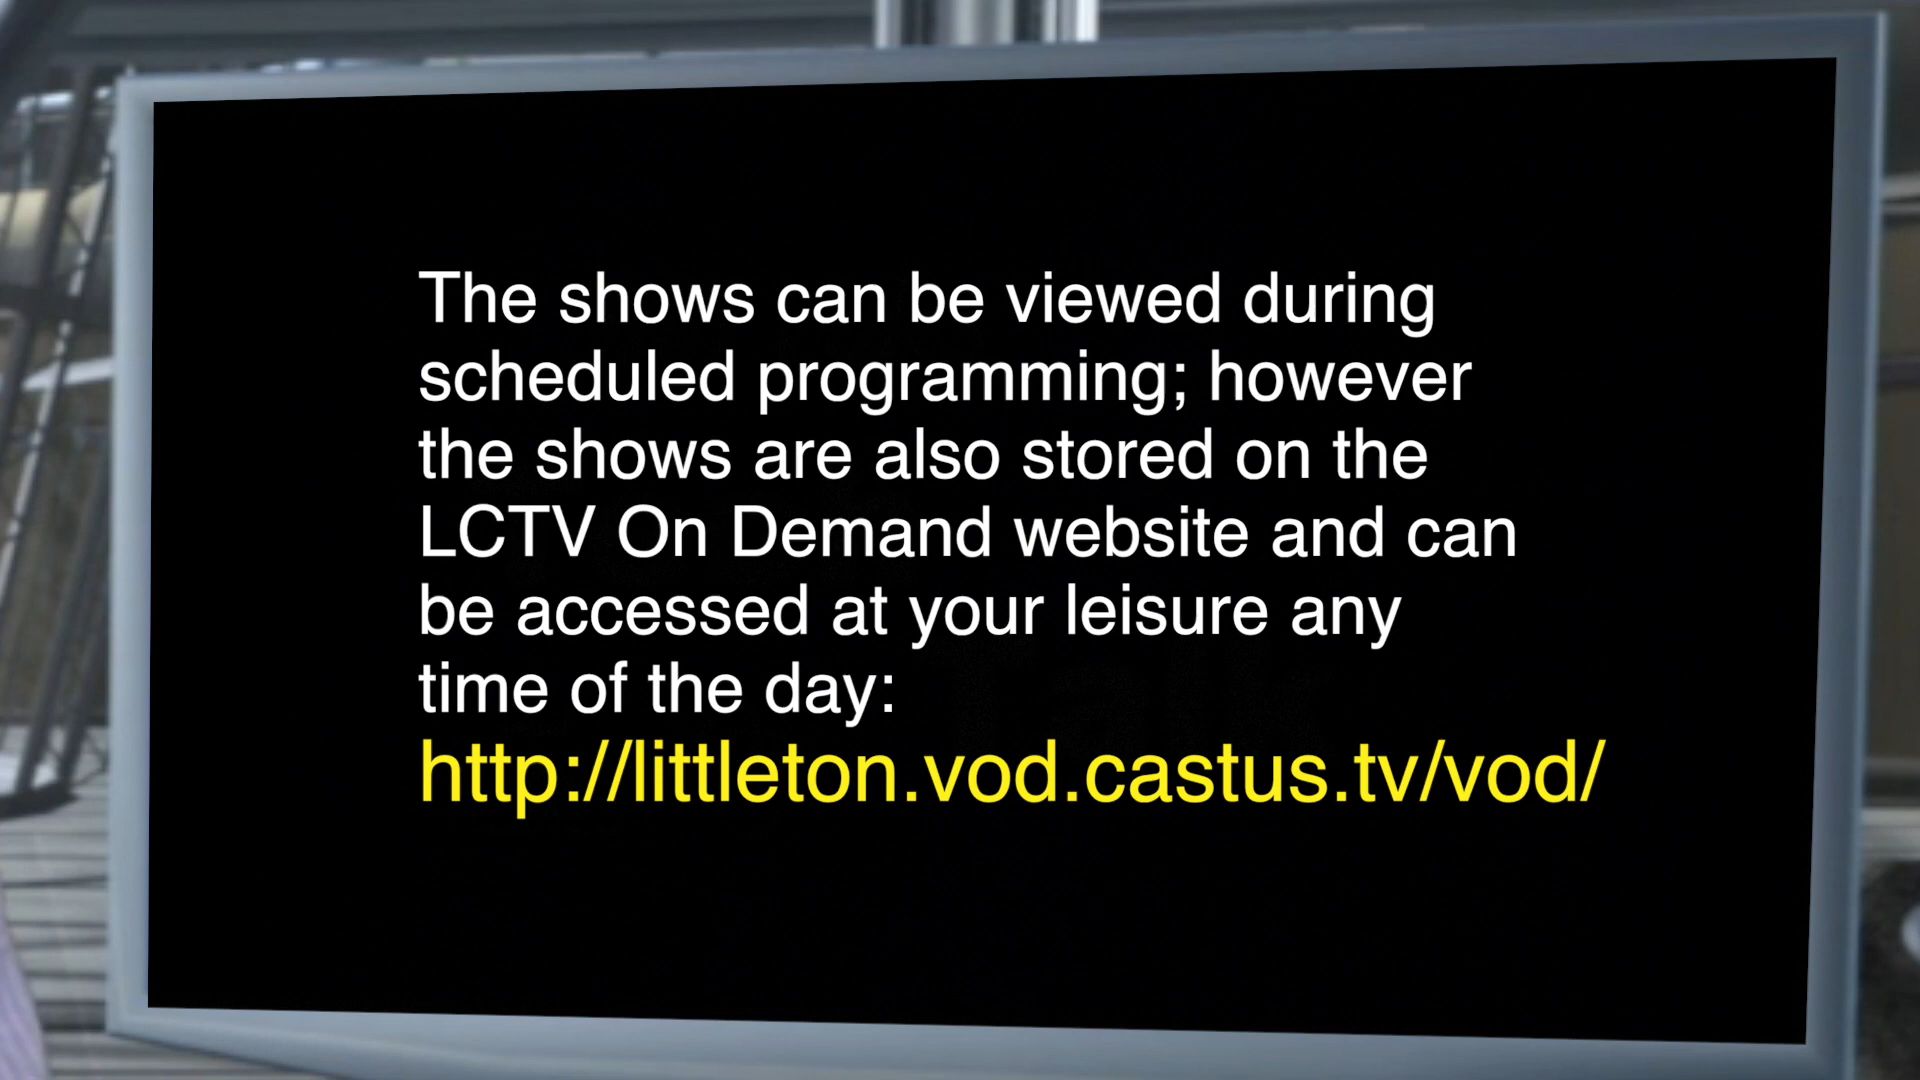 The shows can be viewed during
scheduled programming; however
the shows are also stored on the
LCTV On Demand website and can
be accessed at your leisure any
time of the day:
http://littleton.vod.castus.tv/vod/